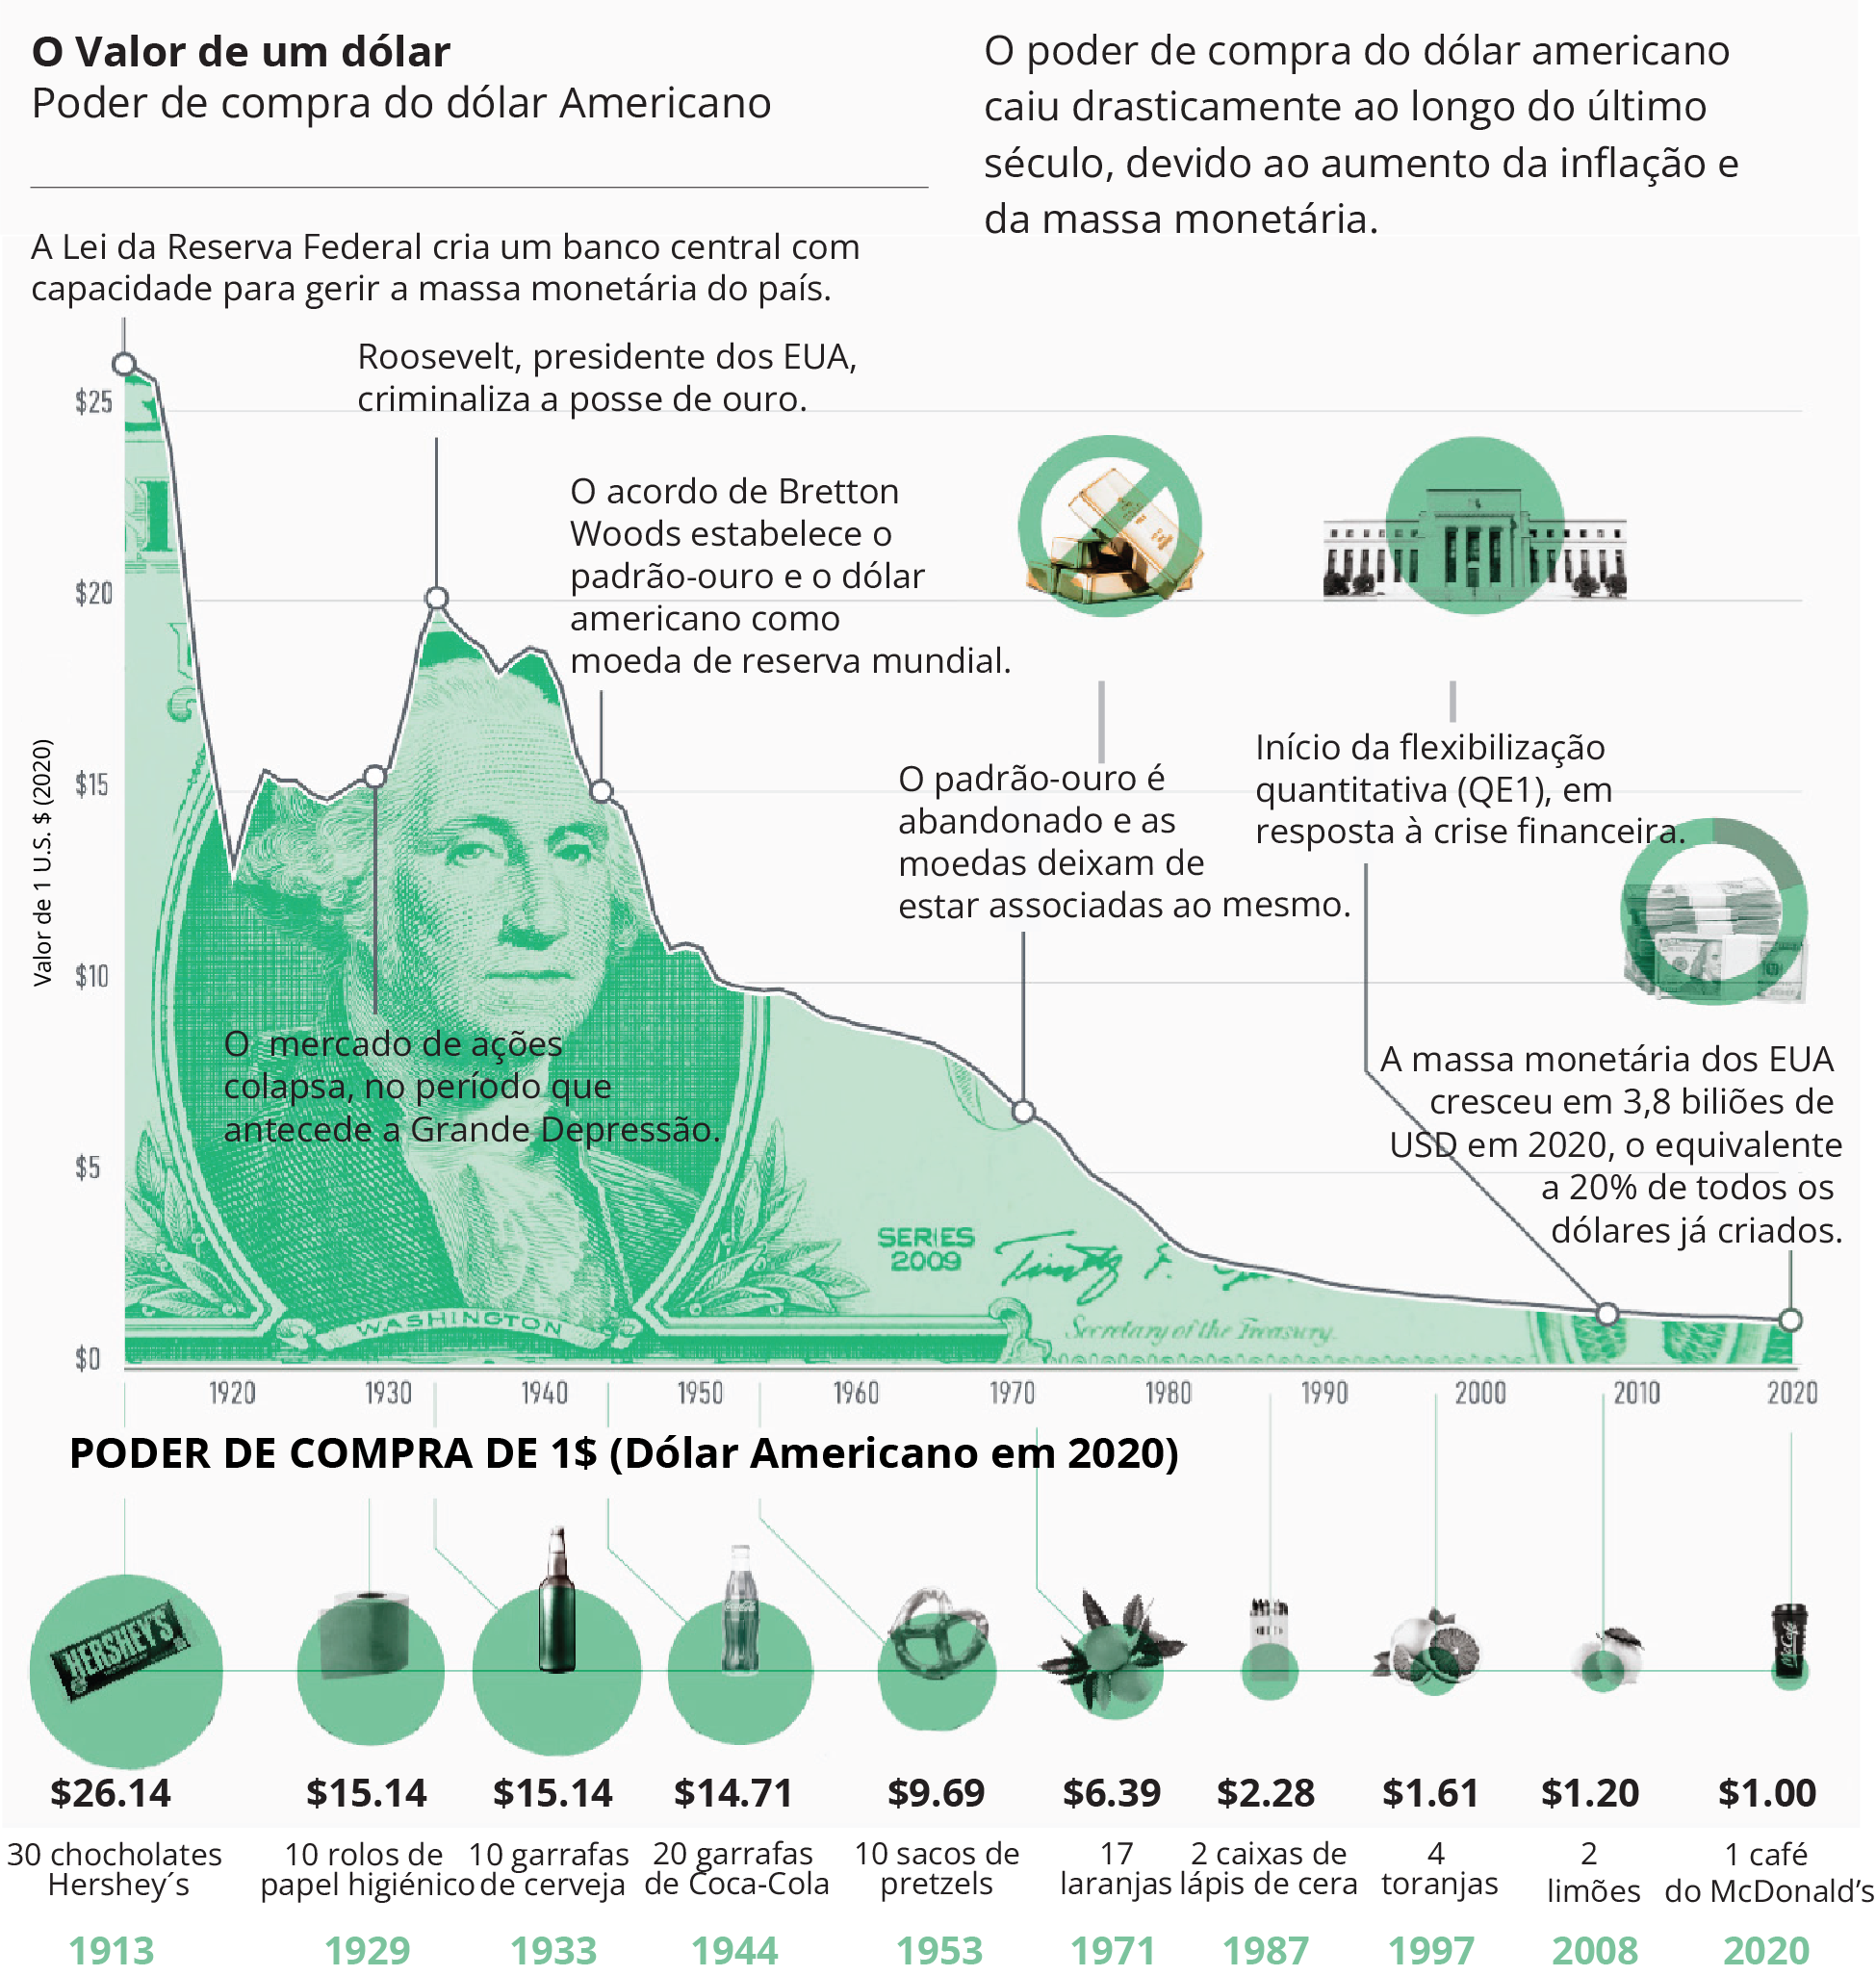 O Valor de um dólar
Poder de compra do dólar Americano
O poder de compra do dólar americano
caiu drasticamente ao longo do último
século, devido ao aumento da inflação e
da massa monetária.
A Lei da Reserva Federal cria um banco central com
capacidade para gerir a massa monetária do país.
Roosevelt, presidente dos EUA,
criminaliza a posse de ouro.
O acordo de Bretton
Woods estabelece o
padrão-ouro e o dólar
americano como
moeda de reserva mundial.
O padrão-ouro é
abandonado e as
moedas deixam de
estar associadas ao mesmo.
Início da flexibilização
quantitativa (QE1), em
resposta à crise financeira.
O mercado de ações
colapsa, no período que
antecede a Grande Depressão.
A massa monetária dos EUA
cresceu em 3,8 biliões de
USD em 2020, o equivalente
a 20% de todos os
dólares já criados.
Valor de 1 U.S. $ (2020)
$25
$20
$15
$10
$5
$0
SERIES
2009
WASHINGTON
Secretary of the Treasury.
1920 1930 1940 1950 1960 1970 1980 1990 2000 2010 2020
PODER DE COMPRA DE 1$ (Dólar Americano em 2020)
HERSHEY'S
Coca-Cola
McCafé
$26.14 $15.14 $15.14 $14.71 $9.69 $6.39 $2.28 $1.61 $1.20 $1.00
30 chocholates
Hershey´s
10 rolos de
papel higiénico
10 garrafas
de cerveja
20 garrafas
de Coca-Cola
10 sacos de
pretzels
17
laranjas
2 caixas de
lápis de cera
4
toranjas
2
limões
1 café
do McDonald’s
1913 1929 1933 1944 1953 1971 1987 1997 2008 2020